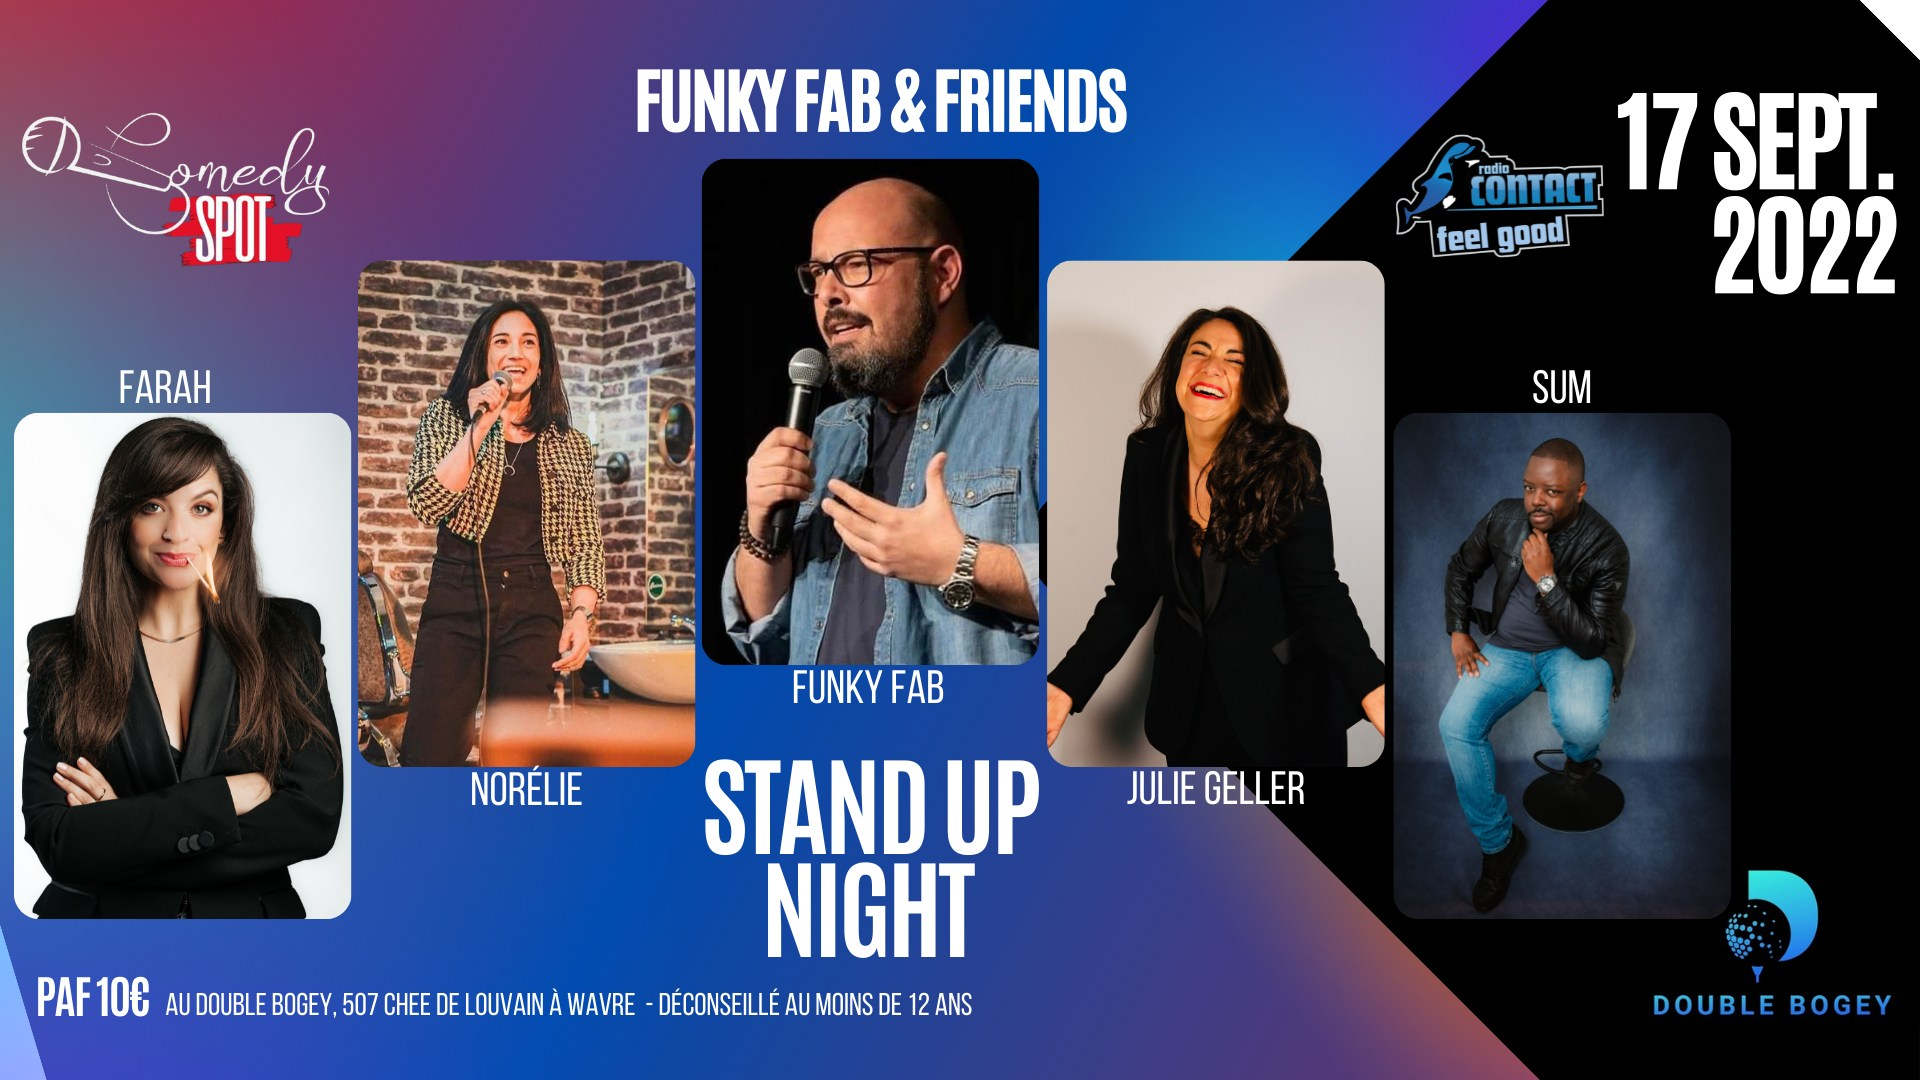 FUNKY FAB & FRIENDS
Comedy
SPOT
radio
CONTACT
feel good
17 SEPT.
2022
FARAH
SUM
FUNKY FAB
NORÉLIE
JULIE GELLER
STAND UP
NIGHT
PAF 10€ AU DOUBLE BOGEY, 507 CHEE DE LOUVAIN À WAVRE - DÉCONSEILLÉ AU MOINS DE 12 ANS
DOUBLE BOGEY